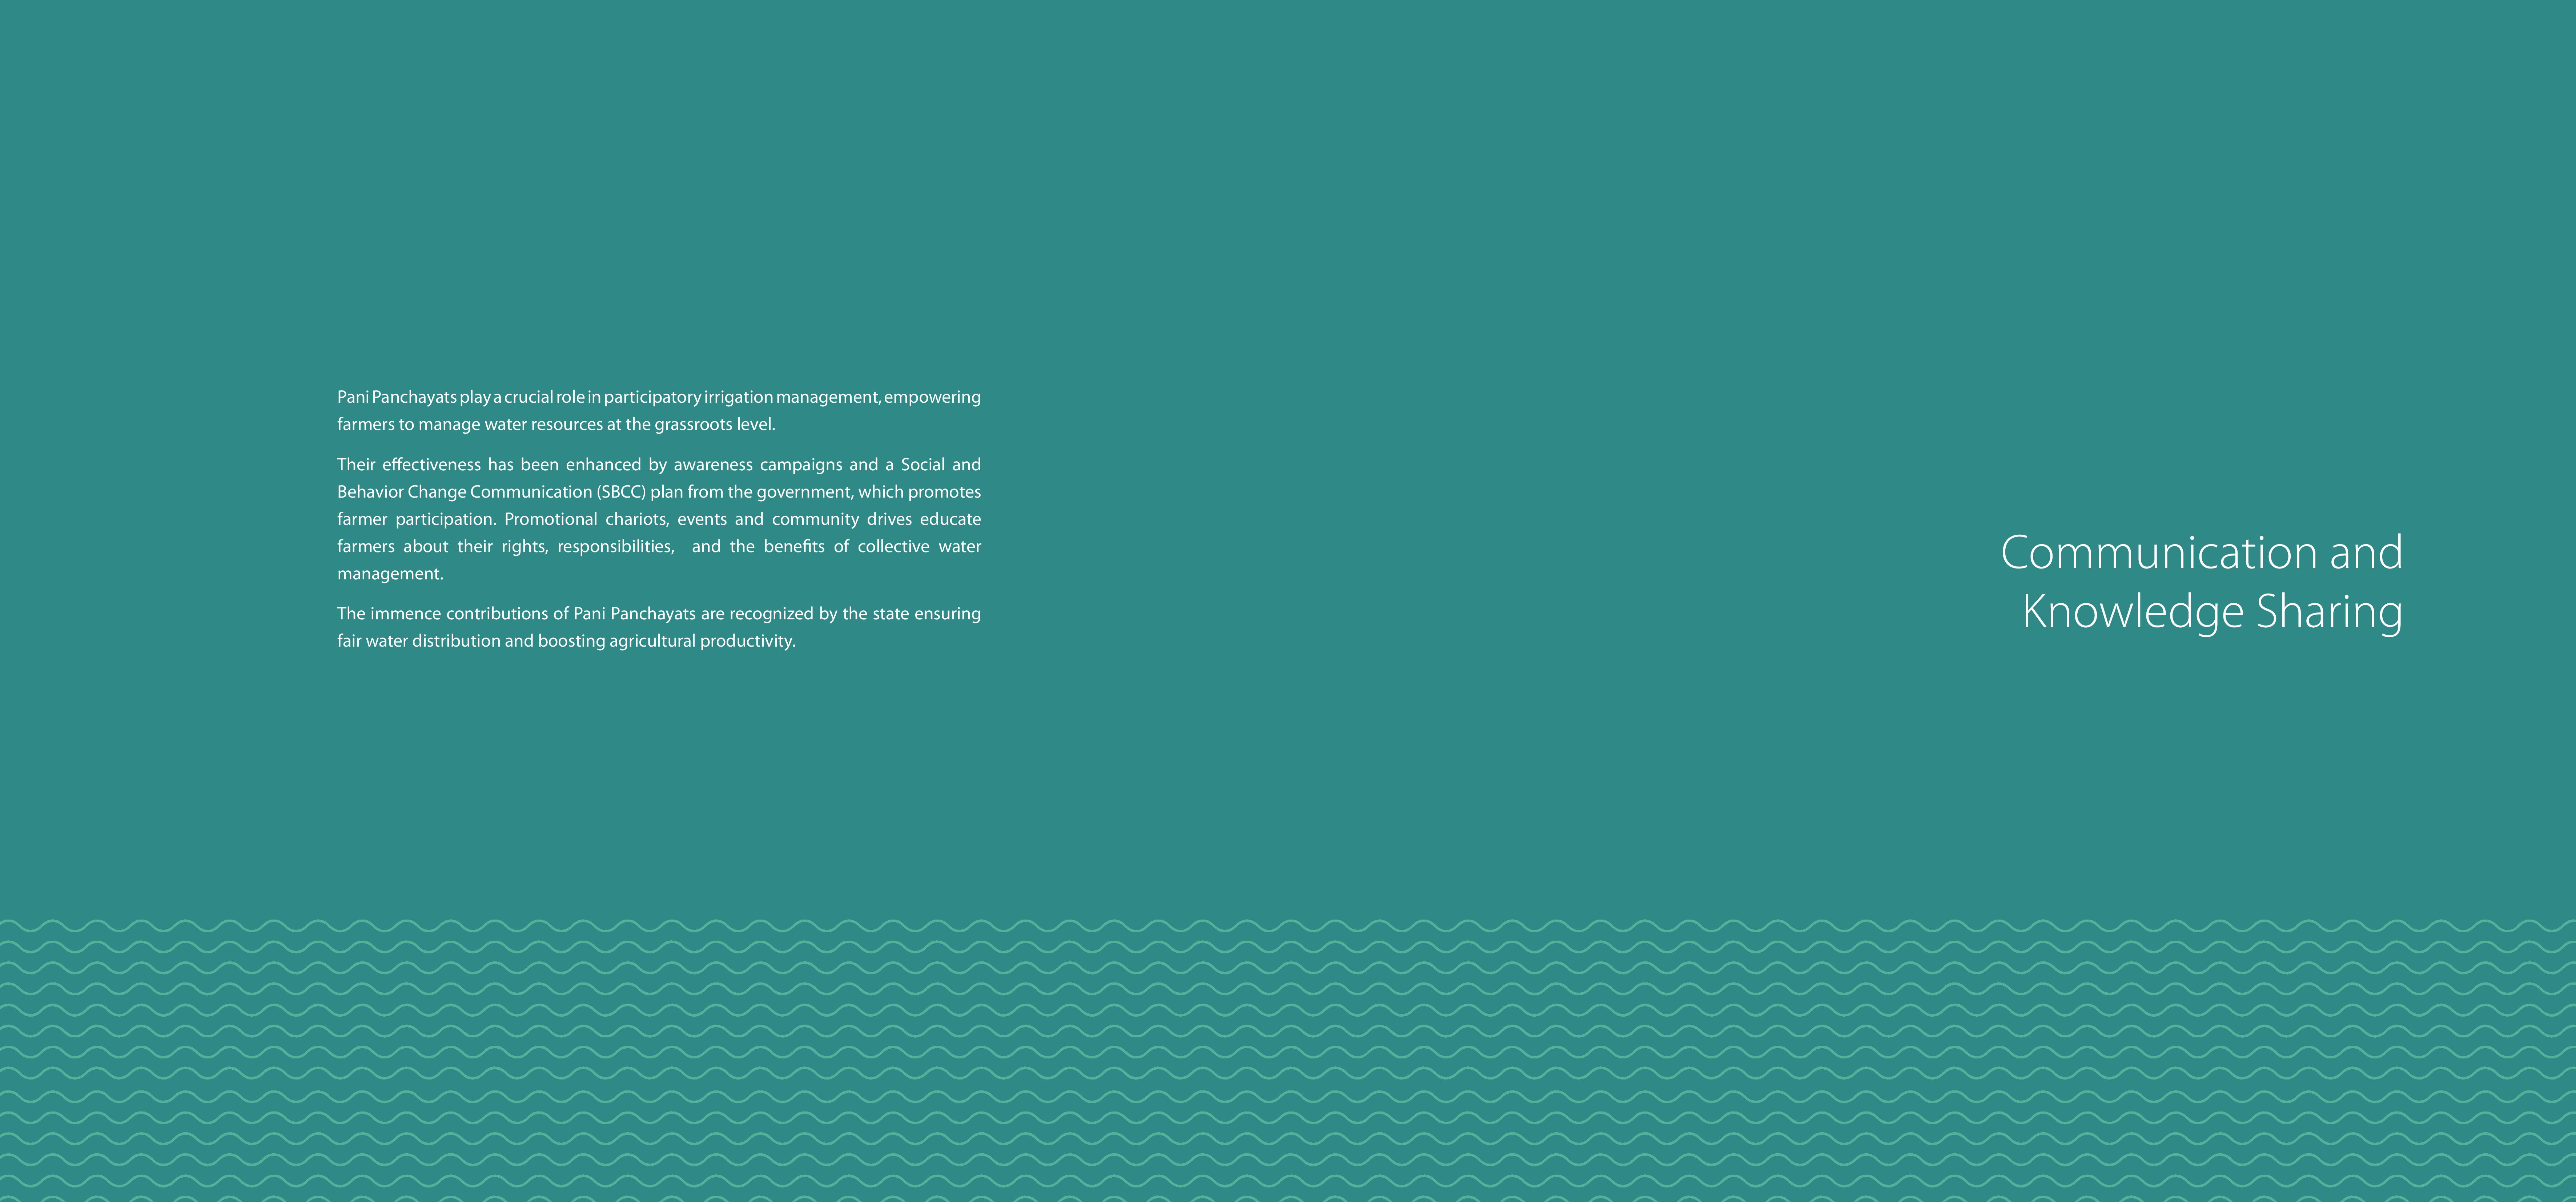 Pani Panchayats play a crucial role in participatory irrigation management, empowering
farmers to manage water resources at the grassroots level.
Their effectiveness has been enhanced by awareness campaigns and a Social and
Behavior Change Communication (SBCC) plan from the government, which promotes
farmer participation. Promotional chariots, events and community drives educate
farmers about their rights, responsibilities, and the benefits of collective water
management.
The immence contributions of Pani Panchayats are recognized by the state ensuring
fair water distribution and boosting agricultural productivity.
Communication and
Knowledge Sharing